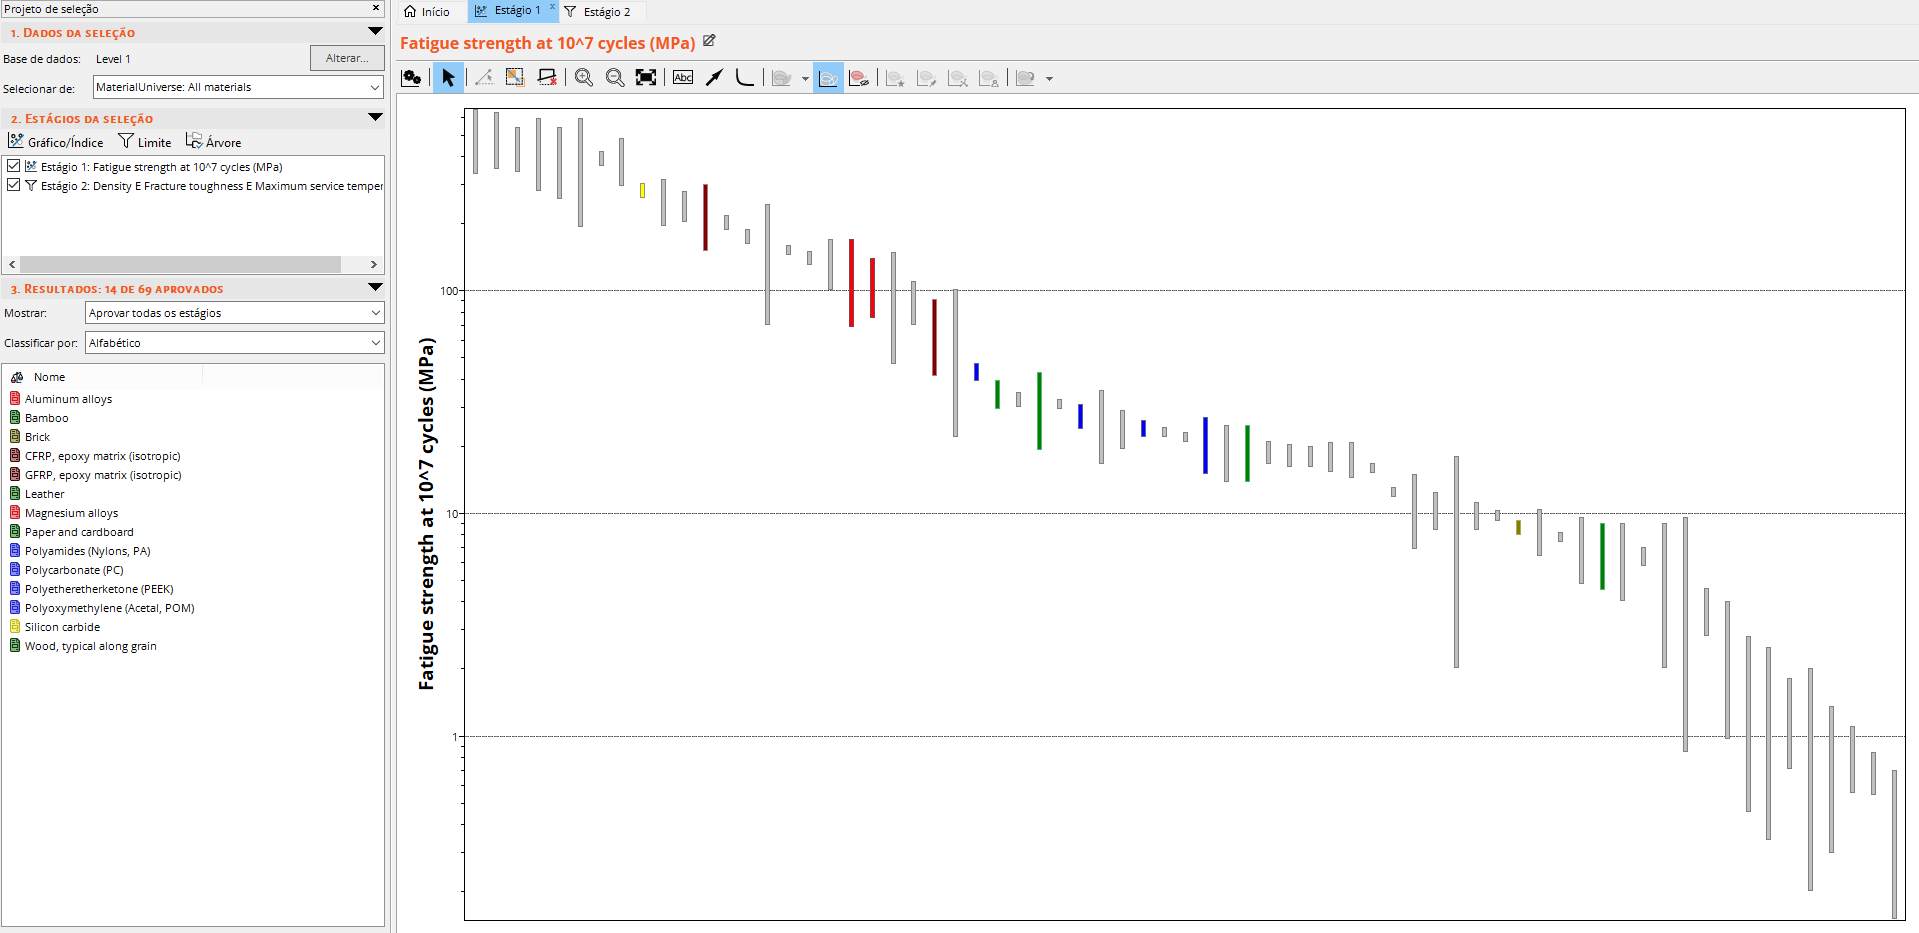 Projeto de seleção
1. Dados da seleção
Base de dados: Level 1 Alterar...
Selecionar de: MaterialUniverse: All materials
2. Estágios da seleção
Gráfico/Índice Limite Árvore
Estágio 1: Fatigue strength at 10^7 cycles (MPa)
Estágio 2: Density E Fracture toughness E Maximum service temper
3. Resultados: 14 de 69 aprovados
Mostrar: Aprovar todas os estágios
Classificar por: Alfabético
Nome
Aluminum alloys
Bamboo
Brick
CFRP, epoxy matrix (isotropic)
GFRP, epoxy matrix (isotropic)
Leather
Magnesium alloys
Paper and cardboard
Polyamides (Nylons, PA)
Polycarbonate (PC)
Polyetheretherketone (PEEK)
Polyoxymethylene (Acetal, POM)
Silicon carbide
Wood, typical along grain
Início Estágio 1 x Estágio 2
Fatigue strength at 10^7 cycles (MPa)
Abc
Fatigue strength at 10^7 cycles (MPa)
100
10
1